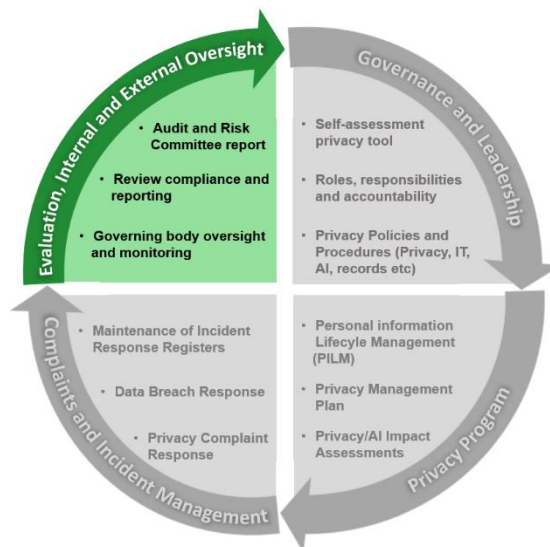 Evaluation, Internal and External Oversight
• Audit and Risk
Committee report
• Review compliance and
reporting
• Governing body oversight
and monitoring
Governance and Leadership
• Self-assessment
privacy tool
• Roles, responsibilities
and accountability
• Privacy Policies and
Procedures (Privacy, IT,
AI, records etc)
Complaints and Incident Management
• Maintenance of Incident
Response Registers
• Data Breach Response
• Privacy Complaint
Response
• Personal information
Lifecyle Management
(PILM)
• Privacy Management
Plan
• Privacy/AI Impact
Assessments
Privacy Program